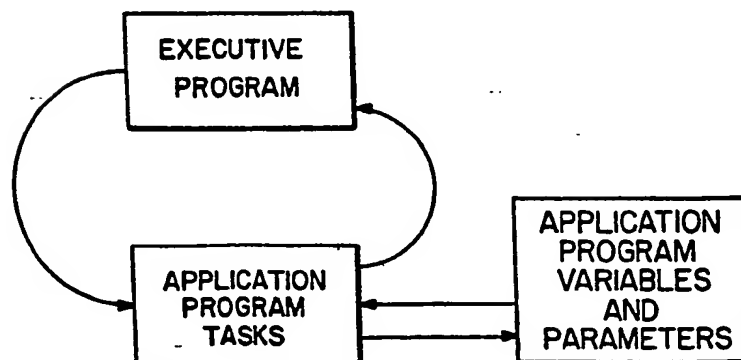 EXECUTIVE
PROGRAM
APPLICATION
PROGRAM
TASKS
APPLICATION
PROGRAM
VARIABLES
AND
PARAMETERS